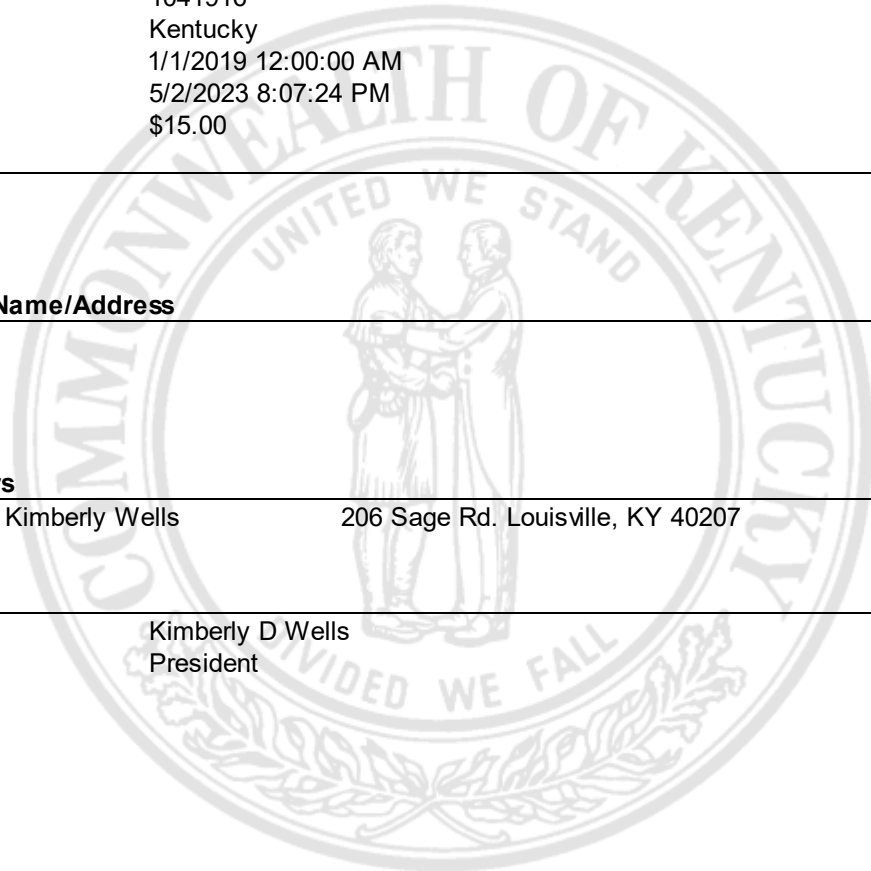 Kentucky
1/1/2019 12:00:00 AM
5/2/2023 8:07:24 PM
$15.00
Name/Address
Kimberly Wells 206 Sage Rd. Louisville, KY 40207
Kimberly D Wells
President
COMMONWEALTH OF KENTUCKY
UNITED WE STAND
DIVIDED WE FALL